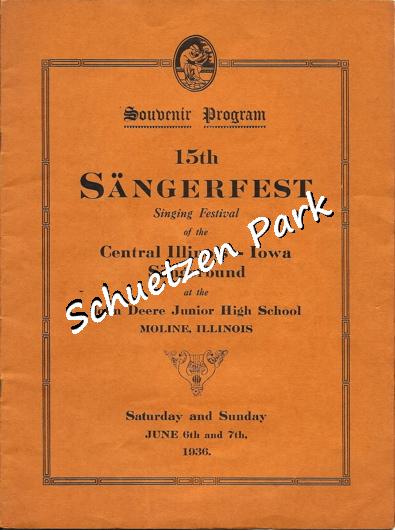 Souvenir Program
15th
SÄNGERFEST
Singing Festival
of the
Central - Iowa
at the
Deere Junior High School
MOLINE, ILLINOIS
Saturday and Sunday
JUNE 6th and 7th,
1936.
Schuetzen Park